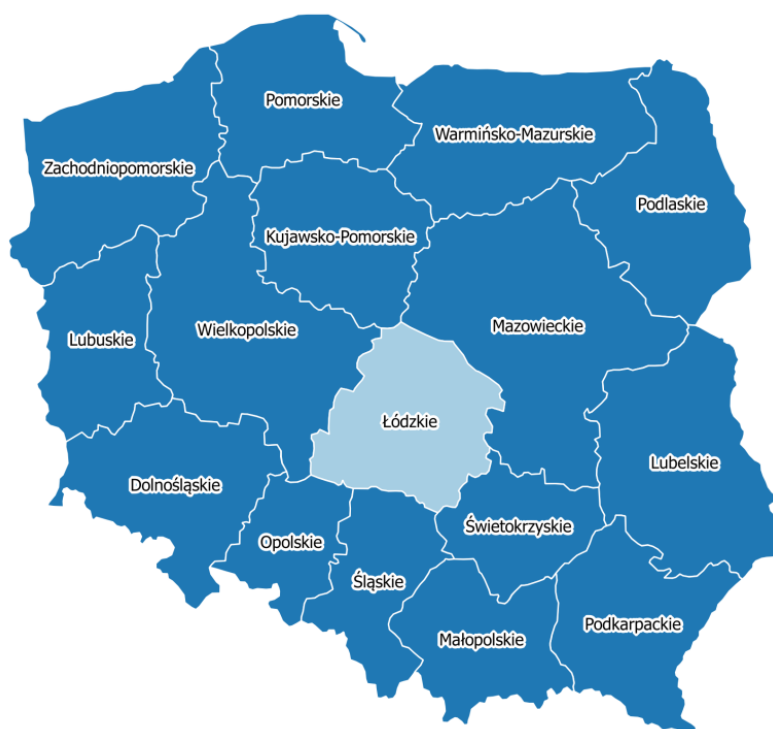 Pomorskie
Warmińsko-Mazurskie
Zachodniopomorskie
Podlaskie
Kujawsko-Pomorskie
Mazowieckie
Wielkopolskie
Lubuskie
Łódzkie
Lubelskie
Dolnośląskie
Świetokrzyskie
Opolskie
Śląskie
Podkarpackie
Małopolskie